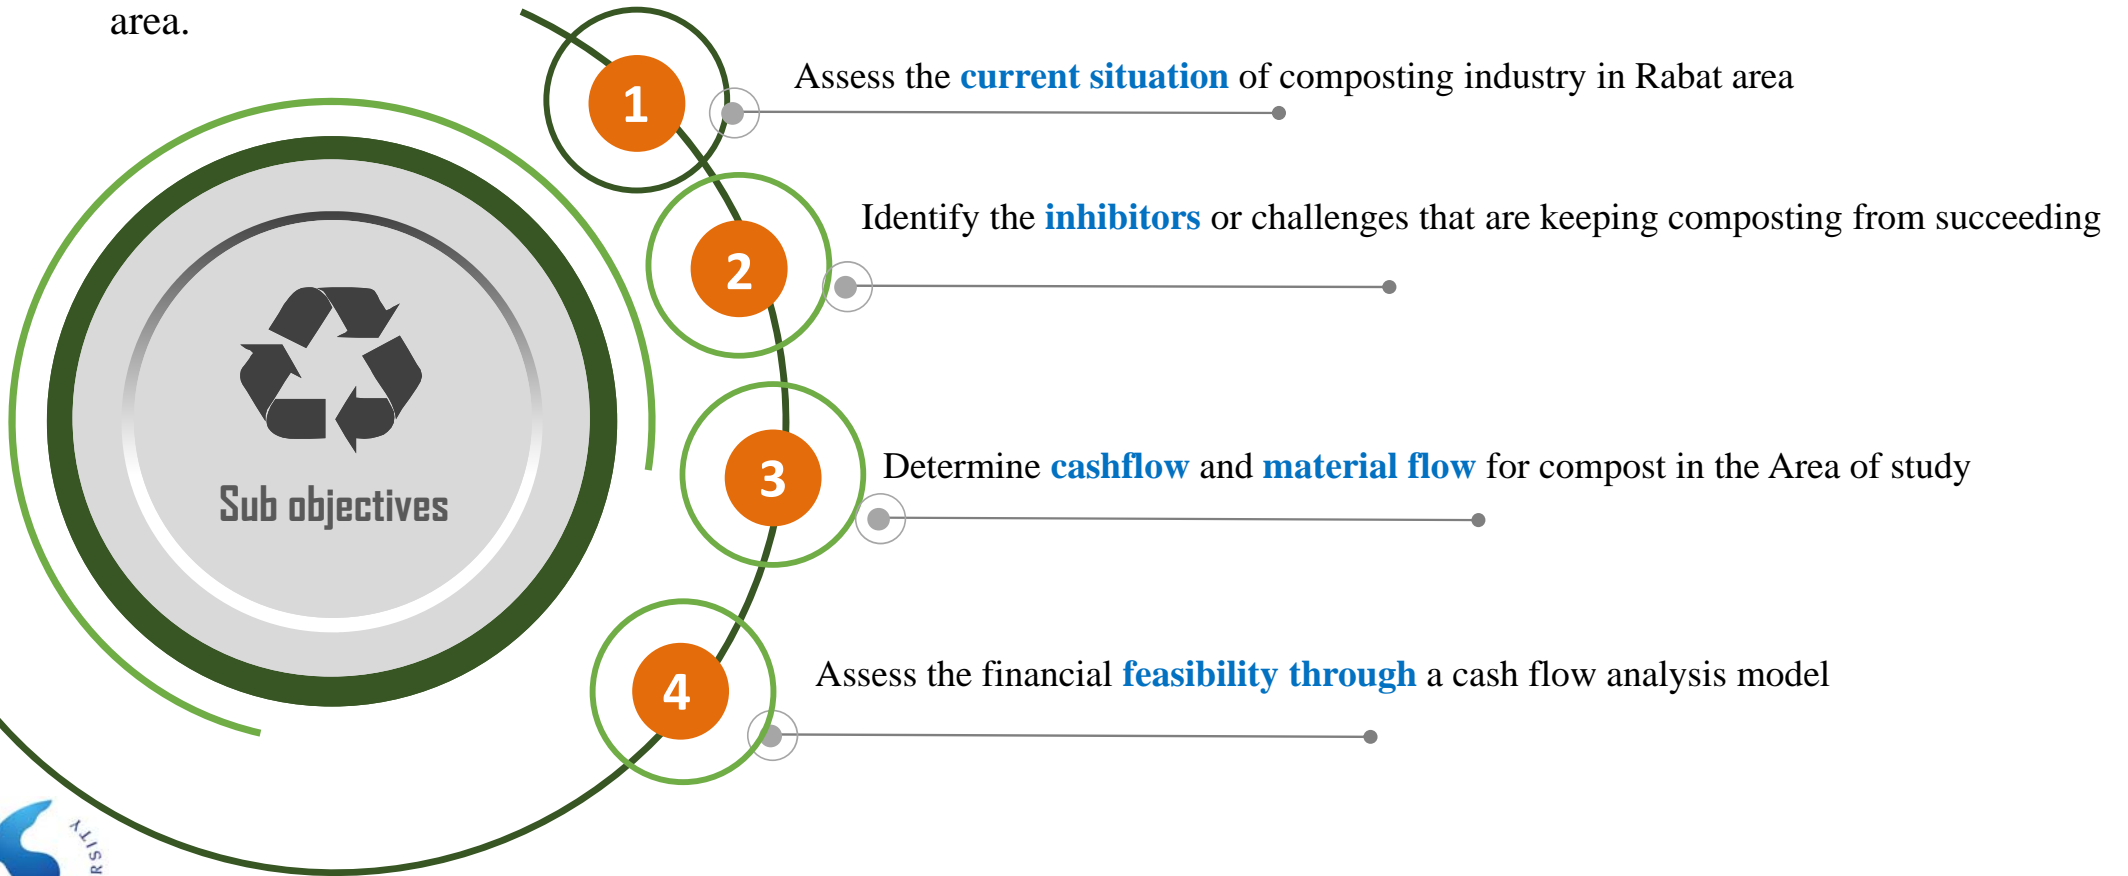 area.
1
Assess the current situation of composting industry in Rabat area
2
Identify the inhibitors or challenges that are keeping composting from succeeding
3
Determine cashflow and material flow for compost in the Area of study
4
Assess the financial feasibility through a cash flow analysis model
Sub objectives